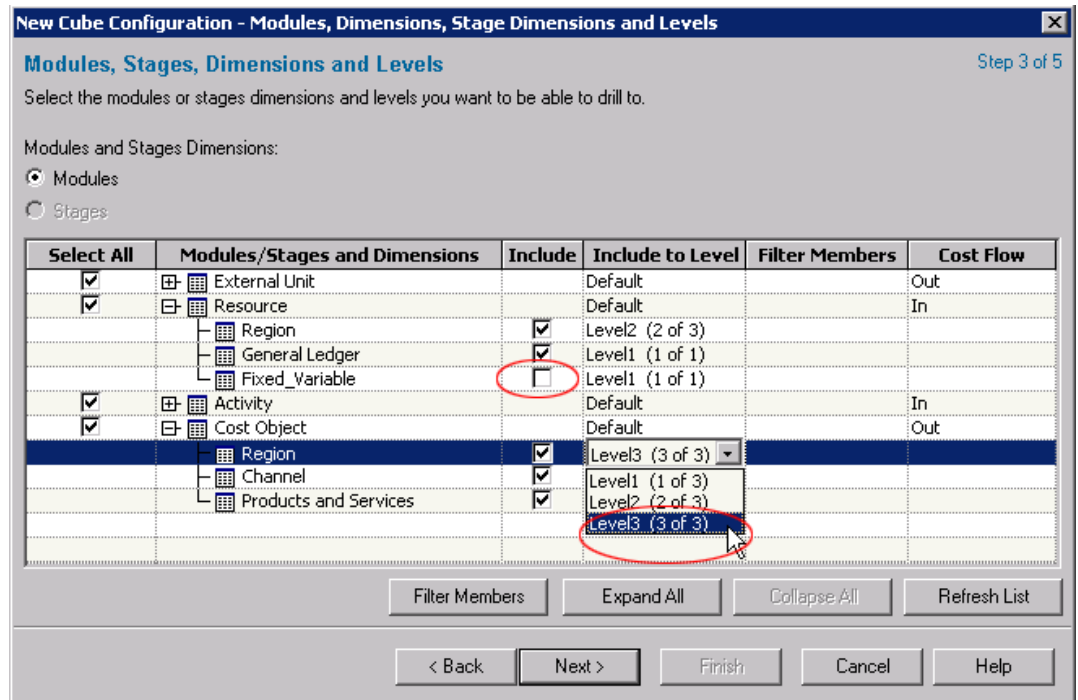 New Cube Configuration - Modules, Dimensions, Stage Dimensions and Levels
Modules, Stages, Dimensions and Levels
Step 3 of 5
Select the modules or stages dimensions and levels you want to be able to drill to.
Modules and Stages Dimensions:
Modules
Stages
Select All Modules/Stages and Dimensions Include Include to Level Filter Members Cost Flow
External Unit Default Out
Resource Default In
Region Level2 (2 of 3)
General Ledger Level1 (1 of 1)
Fixed_Variable Level1 (1 of 1)
Activity Default In
Cost Object Default Out
Region Level3 (3 of 3)
Channel Level1 (1 of 3)
Products and Services Level2 (2 of 3)
Level3 (3 of 3)
Filter Members Expand All Collapse All Refresh List
< Back Next > Finish Cancel Help